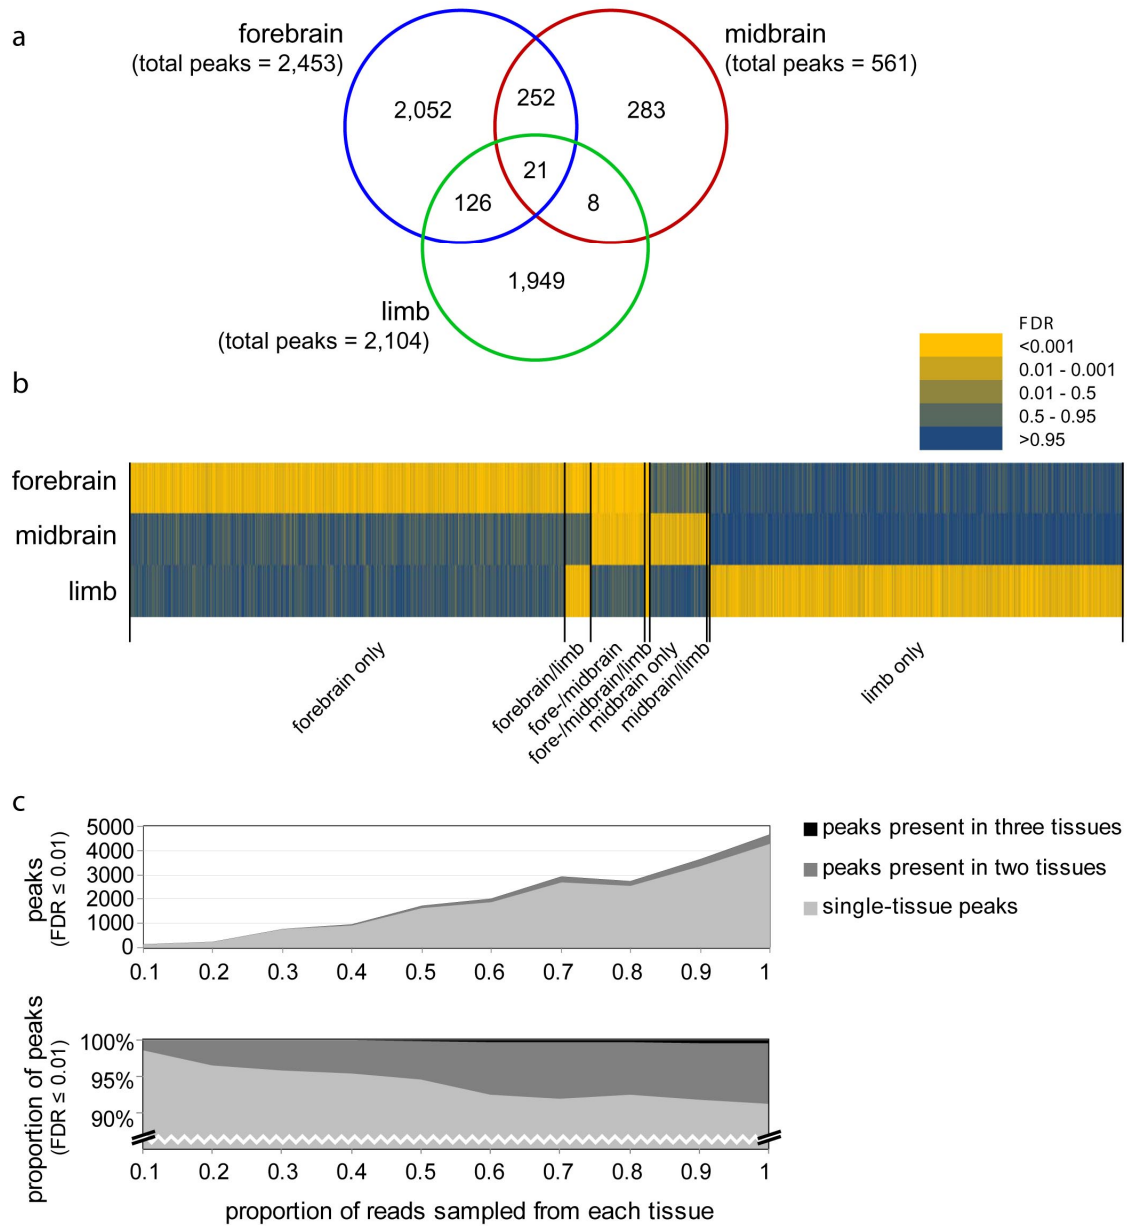 a
forebrain
(total peaks = 2,453)
midbrain
(total peaks = 561)
2,052
252
283
21
126
8
1,949
limb
(total peaks = 2,104)
b
FDR
<0.001
0.01 - 0.001
0.01 - 0.5
0.5 - 0.95
>0.95
forebrain
midbrain
limb
forebrain only
forebrain/limb
fore-/midbrain
fore-/midbrain/limb
midbrain only
midbrain/limb
limb only
c
peaks
(FDR ≤ 0.01)
5000
4000
3000
2000
1000
0
0.1 0.2 0.3 0.4 0.5 0.6 0.7 0.8 0.9 1
peaks present in three tissues
peaks present in two tissues
single-tissue peaks
proportion of peaks
(FDR ≤ 0.01)
100%
95%
90%
0.1 0.2 0.3 0.4 0.5 0.6 0.7 0.8 0.9 1
proportion of reads sampled from each tissue